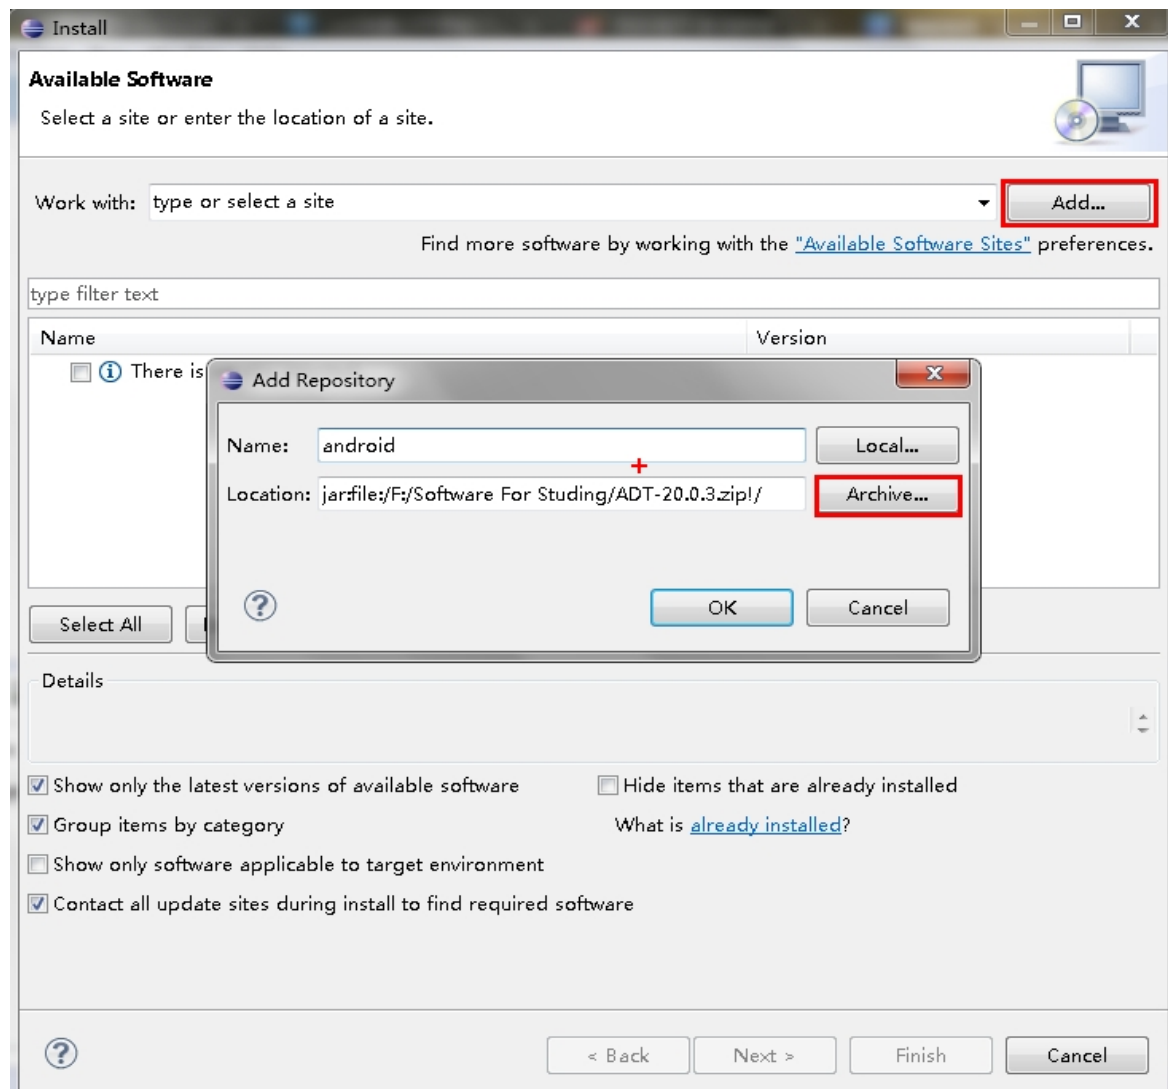 Install
Available Software
Select a site or enter the location of a site.
Work with: type or select a site Add...
Find more software by working with the "Available Software Sites" preferences.
type filter text
Name Version
There is
Add Repository
Name: android Local...
Location: jar:file:/F:/Software For Studing/ADT-20.0.3.zip!/ Archive...
OK Cancel
Select All
Details
Show only the latest versions of available software Hide items that are already installed
Group items by category What is already installed?
Show only software applicable to target environment
Contact all update sites during install to find required software
< Back Next > Finish Cancel